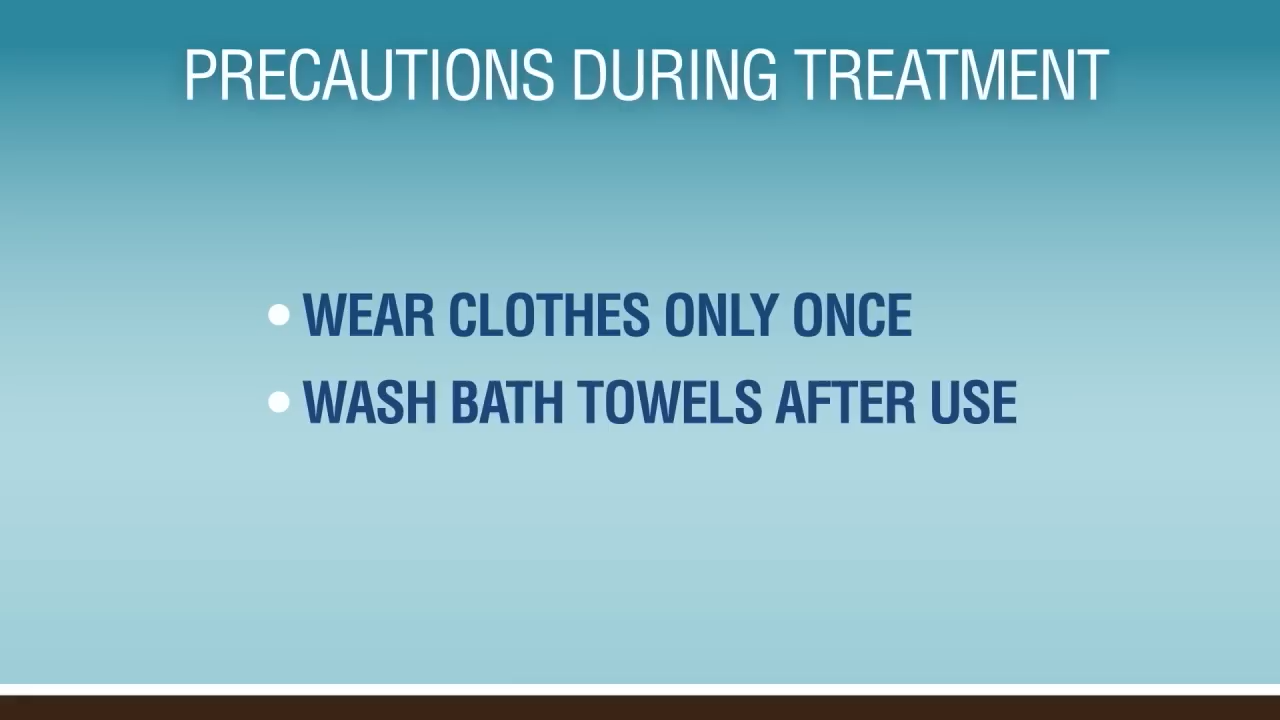 PRECAUTIONS DURING TREATMENT
• WEAR CLOTHES ONLY ONCE
• WASH BATH TOWELS AFTER USE